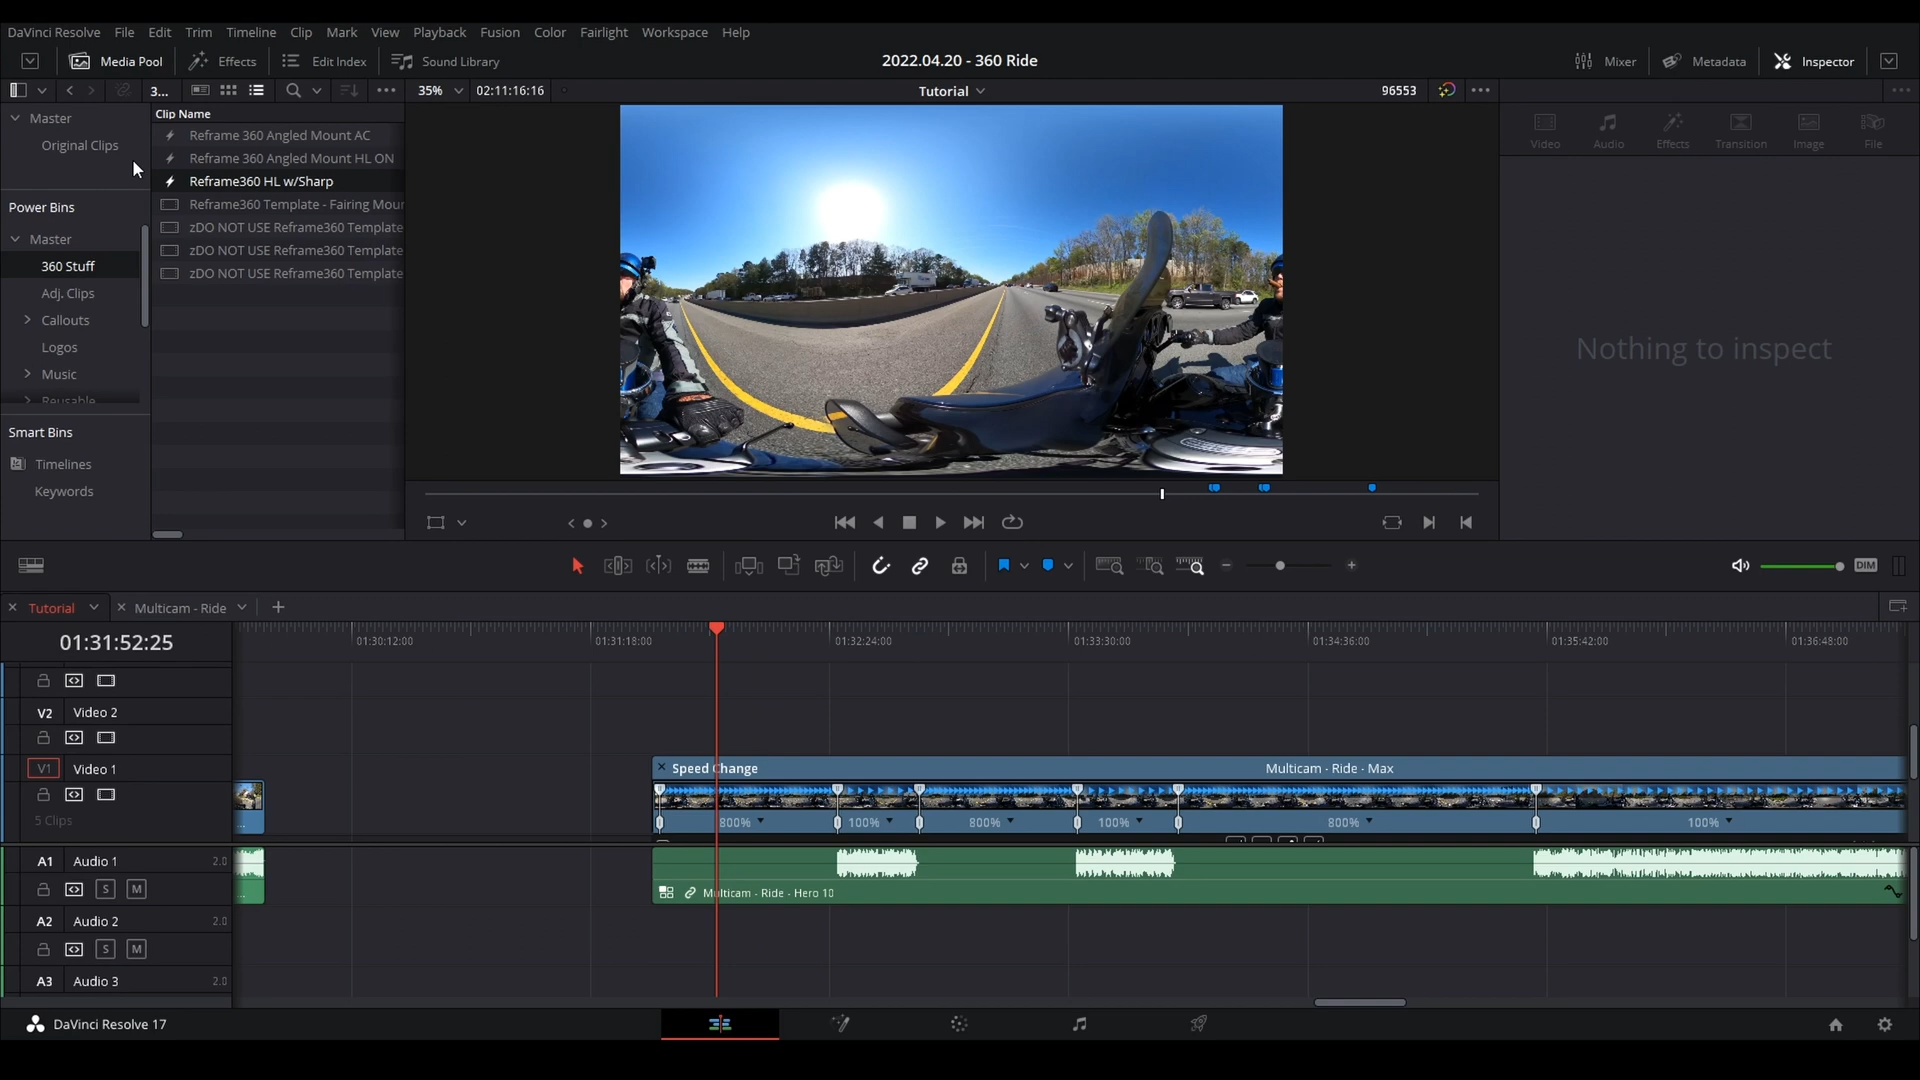 DaVinci Resolve File Edit Trim Timeline Clip Mark View Playback Fusion Color Fairlight Workspace Help
Media Pool Effects Edit Index Sound Library 2022.04.20 - 360 Ride Mixer Metadata Inspector
3... 35% 02:11:16:16 Tutorial 96553
Master
Original Clips
Power Bins
Master
360 Stuff
Adj. Clips
Callouts
Logos
Music
Reusable
Smart Bins
Timelines
Keywords
Clip Name
Reframe 360 Angled Mount AC
Reframe 360 Angled Mount HL ON
Reframe360 HL w/Sharp
Reframe360 Template - Fairing Moun
zDO NOT USE Reframe360 Template
zDO NOT USE Reframe360 Template
zDO NOT USE Reframe360 Template
Video Audio Effects Transition Image File
Nothing to inspect
DIM
Tutorial Multicam - Ride
01:31:52:25 01:30:12:00 01:31:18:00 01:32:24:00 01:33:30:00 01:34:36:00 01:35:42:00 01:36:48:00
V2 Video 2
V1 Video 1
5 Clips
Speed Change Multicam - Ride - Max
800% 100% 800% 100% 800% 100%
...
A1 Audio 1 2.0
S M
...
Multicam - Ride - Hero 10
A2 Audio 2 2.0
S M
A3 Audio 3 2.0
DaVinci Resolve 17